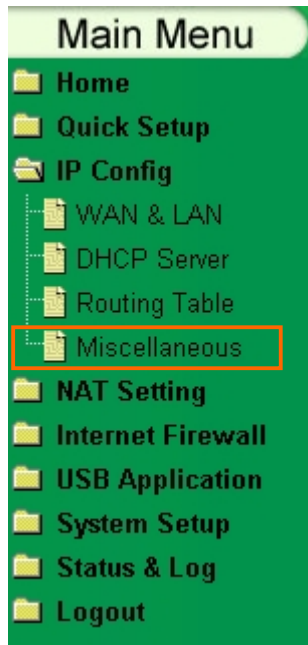 Main Menu
Home
Quick Setup
IP Config
WAN & LAN
DHCP Server
Routing Table
Miscellaneous
NAT Setting
Internet Firewall
USB Application
System Setup
Status & Log
Logout